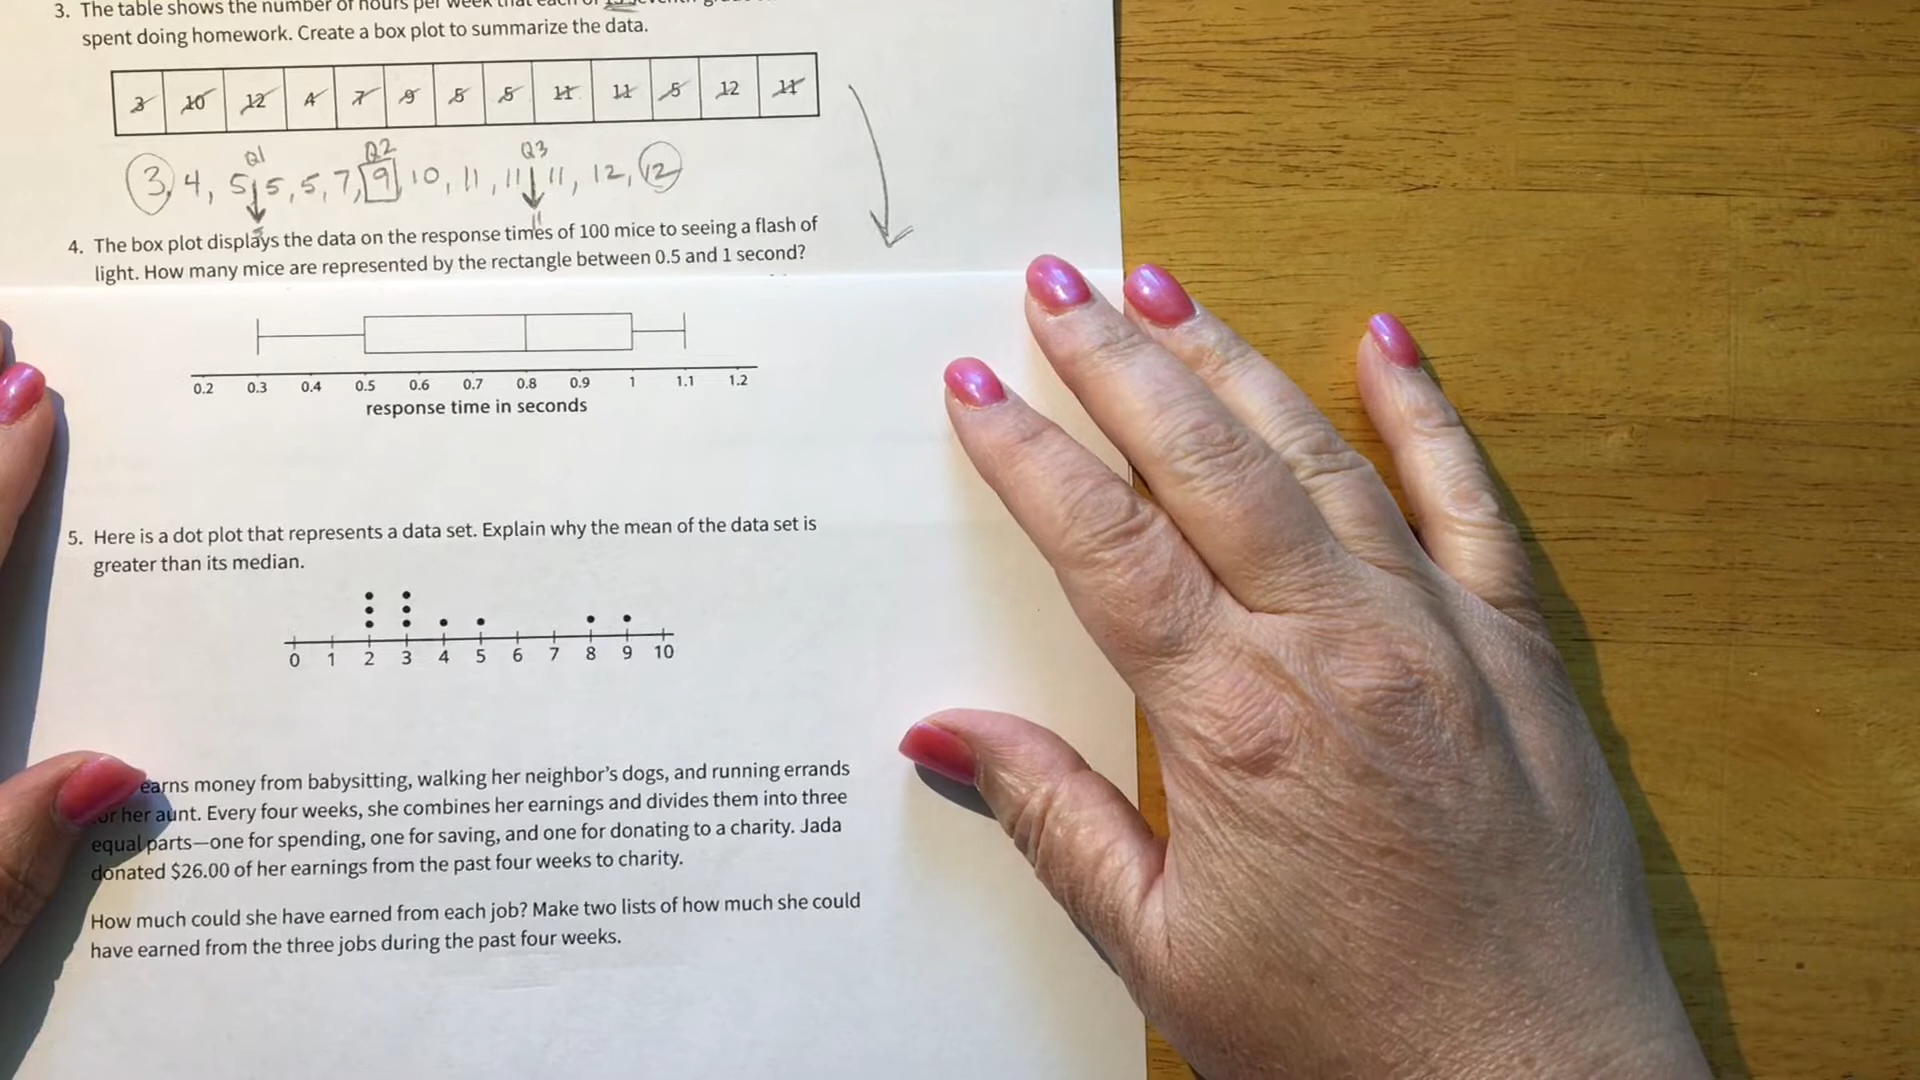 3. The table shows the number of hours per week that each of
spent doing homework. Create a box plot to summarize the data.
3 10 12 4 7 9 5 5 11 11 5 12 11
Q1 Q2 Q3
3, 4, 5, 5, 5, 7, 9, 10, 11, 11, 11, 12, 12
5 11
4. The box plot displays the data on the response times of 100 mice to seeing a flash of
light. How many mice are represented by the rectangle between 0.5 and 1 second?
0.2 0.3 0.4 0.5 0.6 0.7 0.8 0.9 1 1.1 1.2
response time in seconds
5. Here is a dot plot that represents a data set. Explain why the mean of the data set is
greater than its median.
0 1 2 3 4 5 6 7 8 9 10
earns money from babysitting, walking her neighbor's dogs, and running errands
her aunt. Every four weeks, she combines her earnings and divides them into three
equal parts—one for spending, one for saving, and one for donating to a charity. Jada
donated $26.00 of her earnings from the past four weeks to charity.
How much could she have earned from each job? Make two lists of how much she could
have earned from the three jobs during the past four weeks.